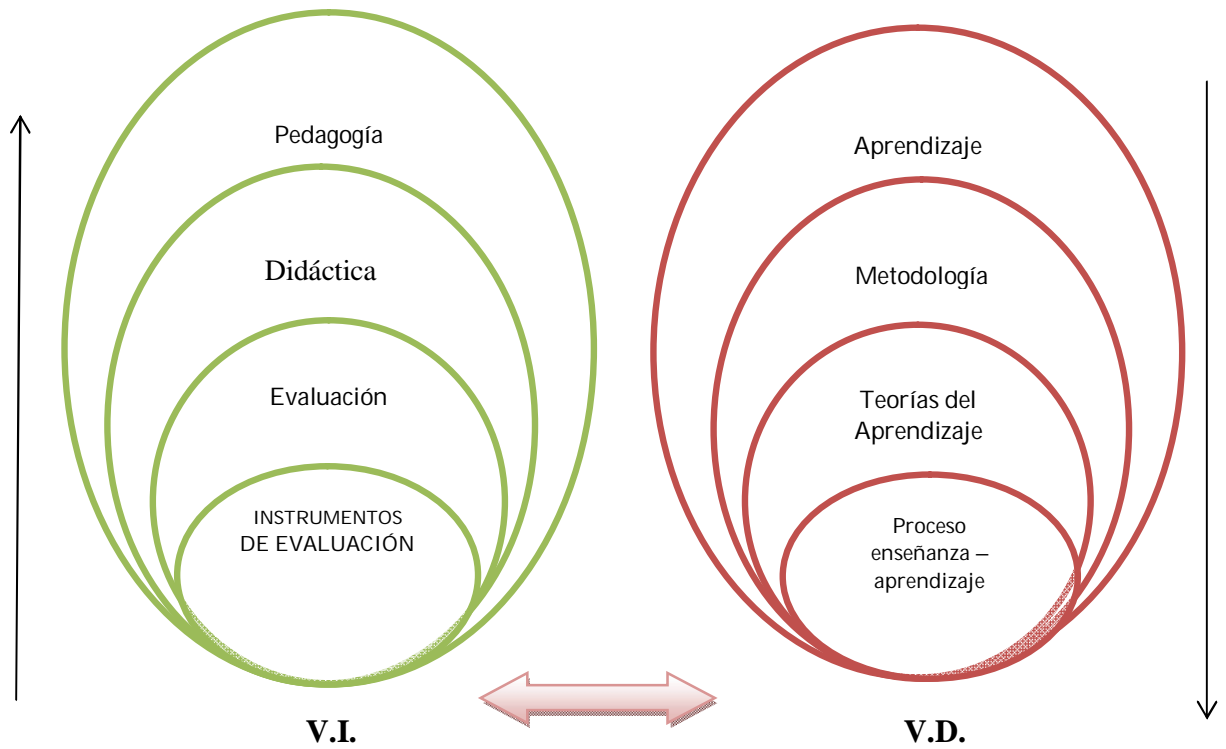 Pedagogía
Didáctica
Evaluación
INSTRUMENTOS
DE EVALUACIÓN
V.I.
Aprendizaje
Metodología
Teorías del
Aprendizaje
Proceso
enseñanza –
aprendizaje
V.D.